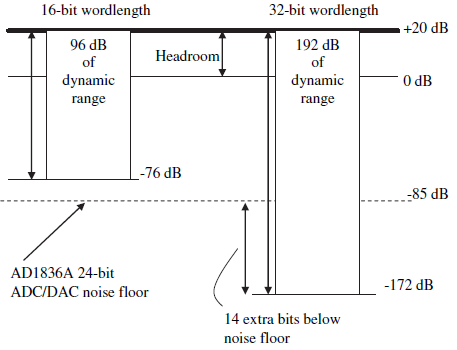 16-bit wordlength
32-bit wordlength
+20 dB
96 dB
of
dynamic
range
Headroom
192 dB
of
dynamic
range
0 dB
-76 dB
-85 dB
AD1836A 24-bit
ADC/DAC noise floor
-172 dB
14 extra bits below
noise floor